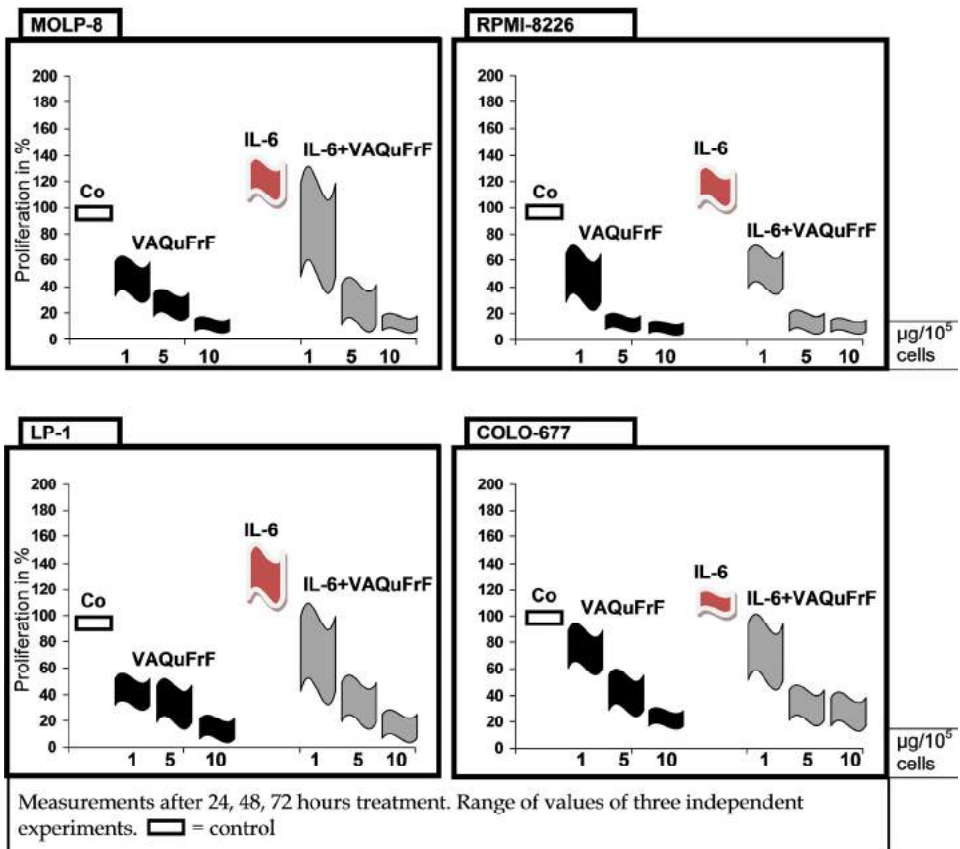 MOLP-8
Proliferation in %
200
180
160
140
120
100
80
60
40
20
0
Co
VAQuFrF
IL-6
IL-6+VAQuFrF
1 5 10 1 5 10
RPMI-8226
200
180
160
140
120
100
80
60
40
20
0
Co
VAQuFrF
IL-6
IL-6+VAQuFrF
1 5 10 1 5 10
µg/10⁵
cells
LP-1
Proliferation in %
200
180
160
140
120
100
80
60
40
20
0
Co
VAQuFrF
IL-6
IL-6+VAQuFrF
1 5 10 1 5 10
COLO-677
200
180
160
140
120
100
80
60
40
20
0
Co
VAQuFrF
IL-6
IL-6+VAQuFrF
1 5 10 1 5 10
µg/10⁵
cells
Measurements after 24, 48, 72 hours treatment. Range of values of three independent
experiments. = control